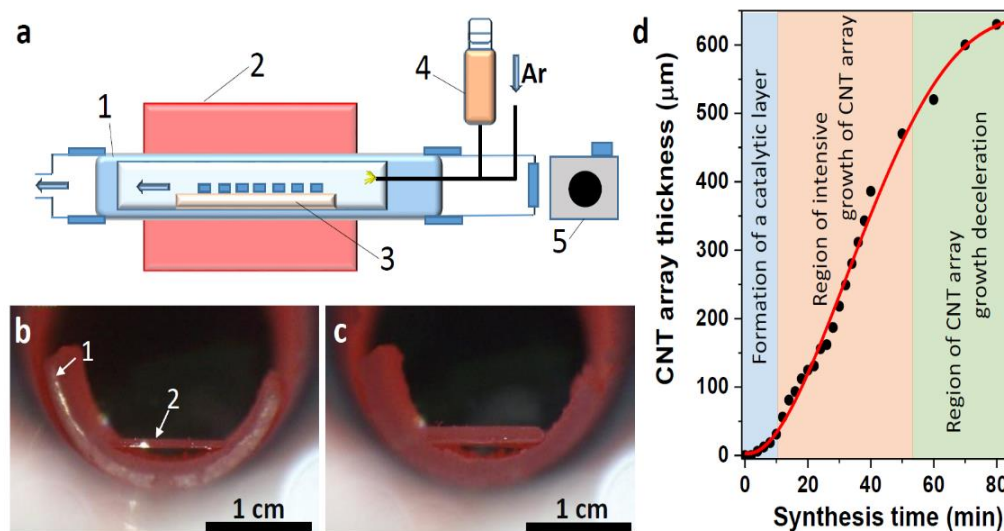 a
1
2
3
4
Ar
5
b
1
2
1 cm
c
1 cm
d
CNT array thickness (μm)
600
500
400
300
200
100
0
Formation of a catalytic layer
Region of intensive
growth of CNT array
Region of CNT array
growth deceleration
0
20
40
60
80
Synthesis time (min)